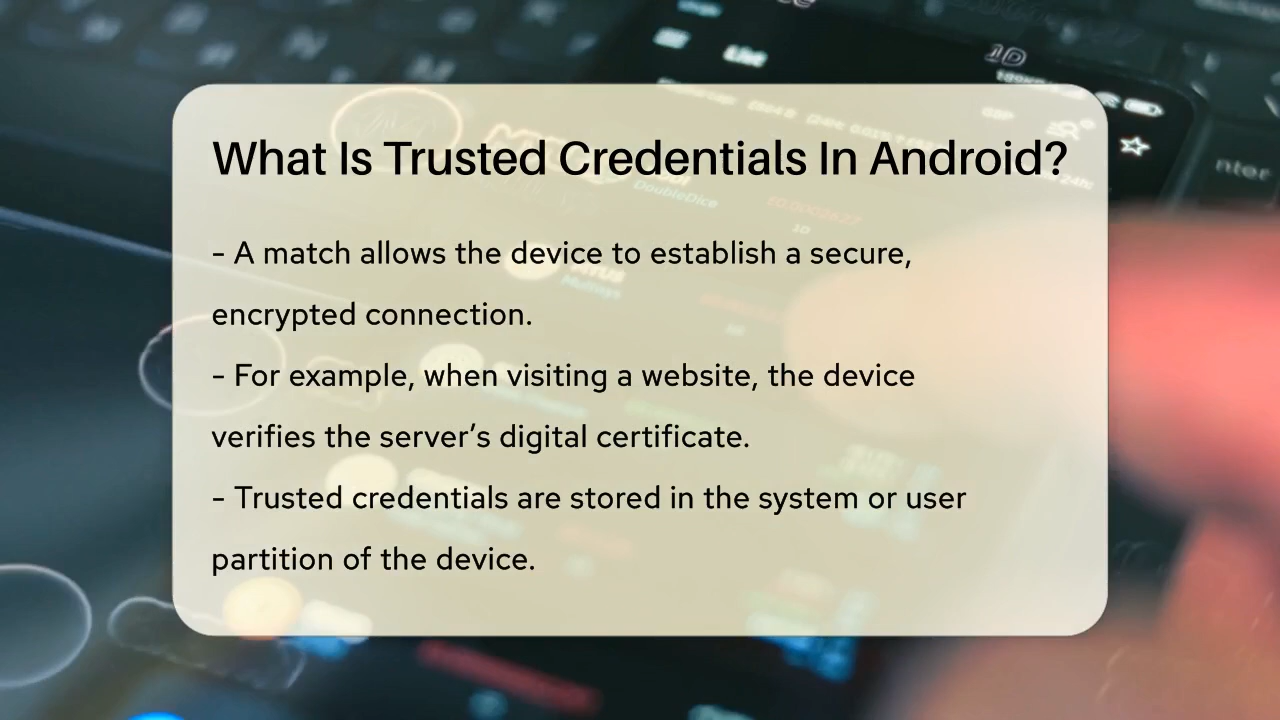 What Is Trusted Credentials In Android?
– A match allows the device to establish a secure,
encrypted connection.
– For example, when visiting a website, the device
verifies the server’s digital certificate.
– Trusted credentials are stored in the system or user
partition of the device.
DoubleDice
1D